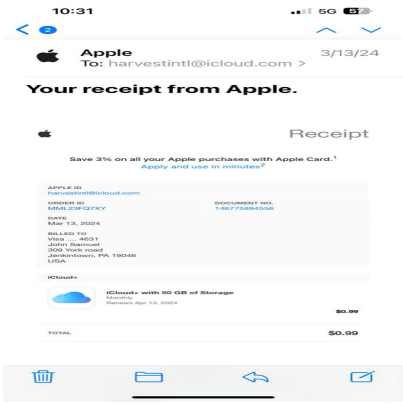 10:31
5G 57
2
Apple
3/13/24
To: harvestintl@icloud.com >
Your receipt from Apple.
Receipt
Save 3% on all your Apple purchases with Apple Card.1
Apply and use in minutes2
APPLE ID
harvestintl@icloud.com
ORDER ID
MML23FQ7XY
DOCUMENT NO.
146775894556
DATE
Mar 13, 2024
BILLED TO
Visa .... 4631
John Samuel
309 York road
Jenkintown, PA 19046
USA
iCloud+
iCloud+ with 50 GB of Storage
Monthly
Renews Apr 13, 2024
$0.99
TOTAL
$0.99